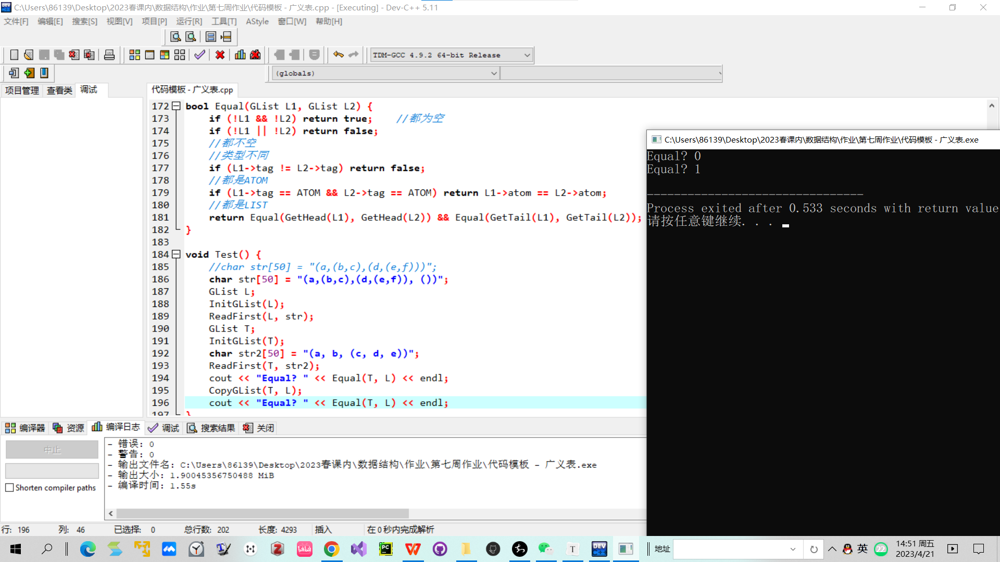 C:\Users\86139\Desktop\2023春课内\数据结构\作业\第七周作业\代码模板 - 广义表.cpp - [Executing] - Dev-C++ 5.11
文件[F] 编辑[E] 搜索[S] 视图[V] 项目[P] 运行[R] 工具[T] AStyle 窗口[W] 帮助[H]
TDM-GCC 4.9.2 64-bit Release
(globals)
项目管理 查看类 调试
代码模板 - 广义表.cpp
172 bool Equal(GList L1, GList L2) {
173 if (!L1 && !L2) return true; //都为空
174 if (!L1 || !L2) return false;
175 //都不空
176 //类型不同
177 if (L1->tag != L2->tag) return false;
178 //都是ATOM
179 if (L1->tag == ATOM && L2->tag == ATOM) return L1->atom == L2->atom;
180 //都是LIST
181 return Equal(GetHead(L1), GetHead(L2)) && Equal(GetTail(L1), GetTail(L2));
182 }
183
184 void Test() {
185 //char str[50] = "(a,(b,c),(d,(e,f)))";
186 char str[50] = "(a,(b,c),(d,(e,f)), ())";
187 GList L;
188 InitGList(L);
189 ReadFirst(L, str);
190 GList T;
191 InitGList(T);
192 char str2[50] = "(a, b, (c, d, e))";
193 ReadFirst(T, str2);
194 cout << "Equal? " << Equal(T, L) << endl;
195 CopyGList(T, L);
196 cout << "Equal? " << Equal(T, L) << endl;
197 }
C:\Users\86139\Desktop\2023春课内\数据结构\作业\第七周作业\代码模板 - 广义表.exe
Equal? 0
Equal? 1
--------------------------------
Process exited after 0.533 seconds with return value
请按任意键继续. . .
编译器 资源 编译日志 调试 搜索结果 关闭
中止
Shorten compiler paths
- 错误: 0
- 警告: 0
- 输出文件名: C:\Users\86139\Desktop\2023春课内\数据结构\作业\第七周作业\代码模板 - 广义表.exe
- 输出大小: 1.90045356750488 MiB
- 编译时间: 1.55s
行: 196 列: 46 已选择: 0 总行数: 202 长度: 4293 插入 在 0 秒内完成解析
地址
英
22
14:51 周五
2023/4/21